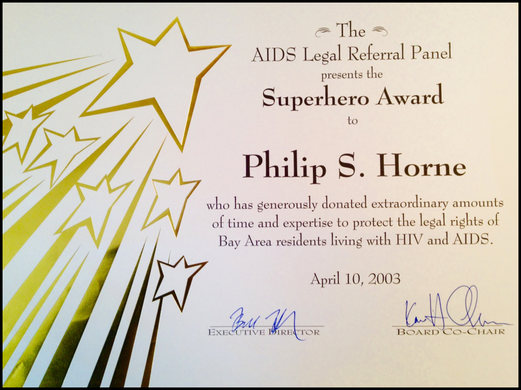 The
AIDS Legal Referral Panel
presents the
Superhero Award
to
Philip S. Horne
who has generously donated extraordinary amounts
of time and expertise to protect the legal rights of
Bay Area residents living with HIV and AIDS.
April 10, 2003
EXECUTIVE DIRECTOR BOARD CO-CHAIR